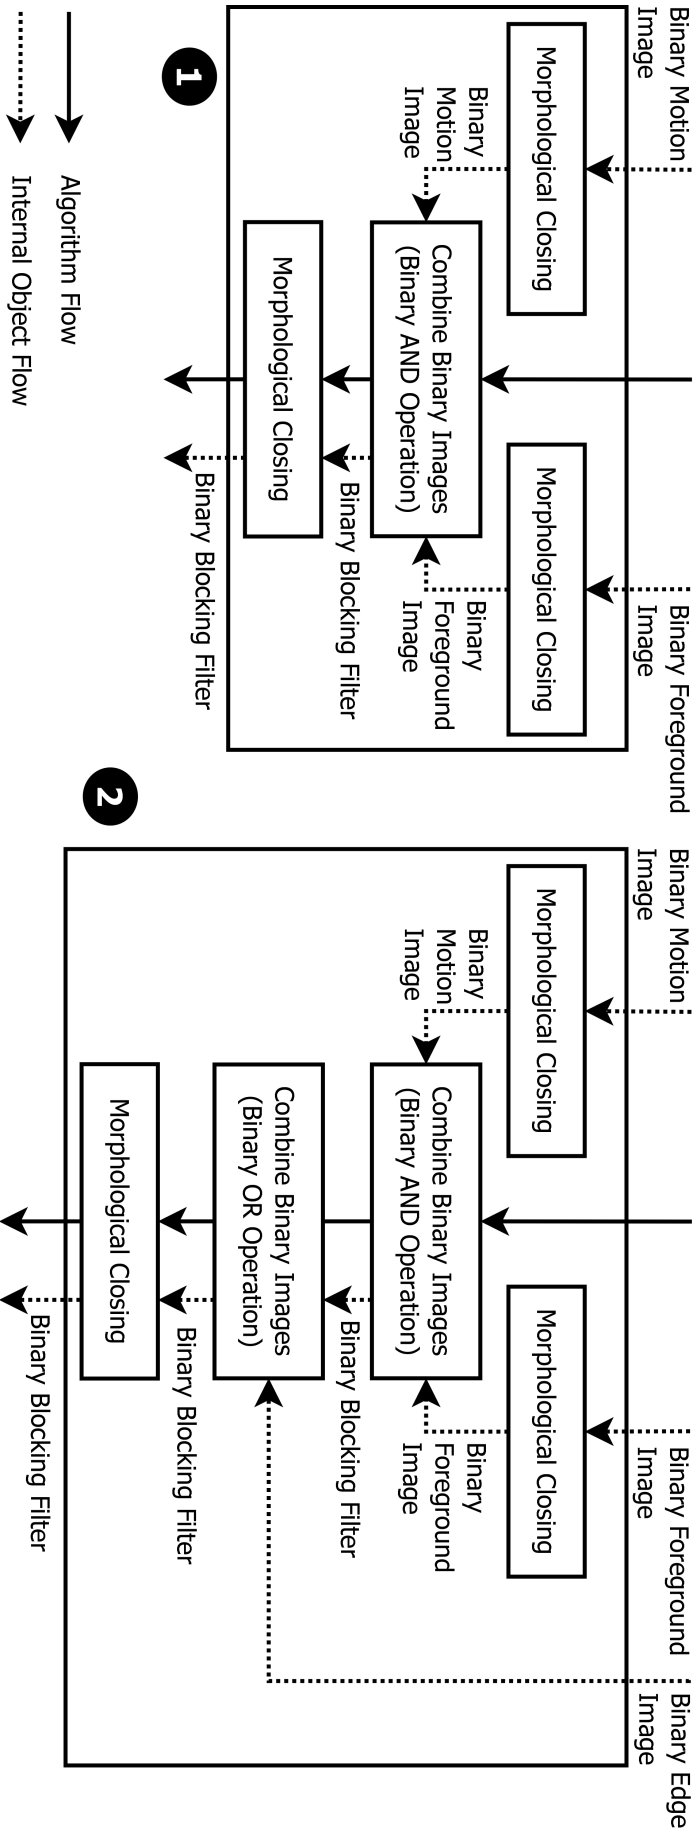 Binary Motion
Image
Binary Foreground
Image
Morphological Closing
Morphological Closing
Binary
Motion
Image
Combine Binary Images
(Binary AND Operation)
Binary
Foreground
Image
Binary Blocking Filter
Morphological Closing
Binary Blocking Filter
1
Algorithm Flow
Internal Object Flow
Binary Motion
Image
Binary Foreground
Image
Binary Edge
Image
Morphological Closing
Morphological Closing
Binary
Motion
Image
Combine Binary Images
(Binary AND Operation)
Binary
Foreground
Image
Binary Blocking Filter
Combine Binary Images
(Binary OR Operation)
Binary Blocking Filter
Morphological Closing
Binary Blocking Filter
2